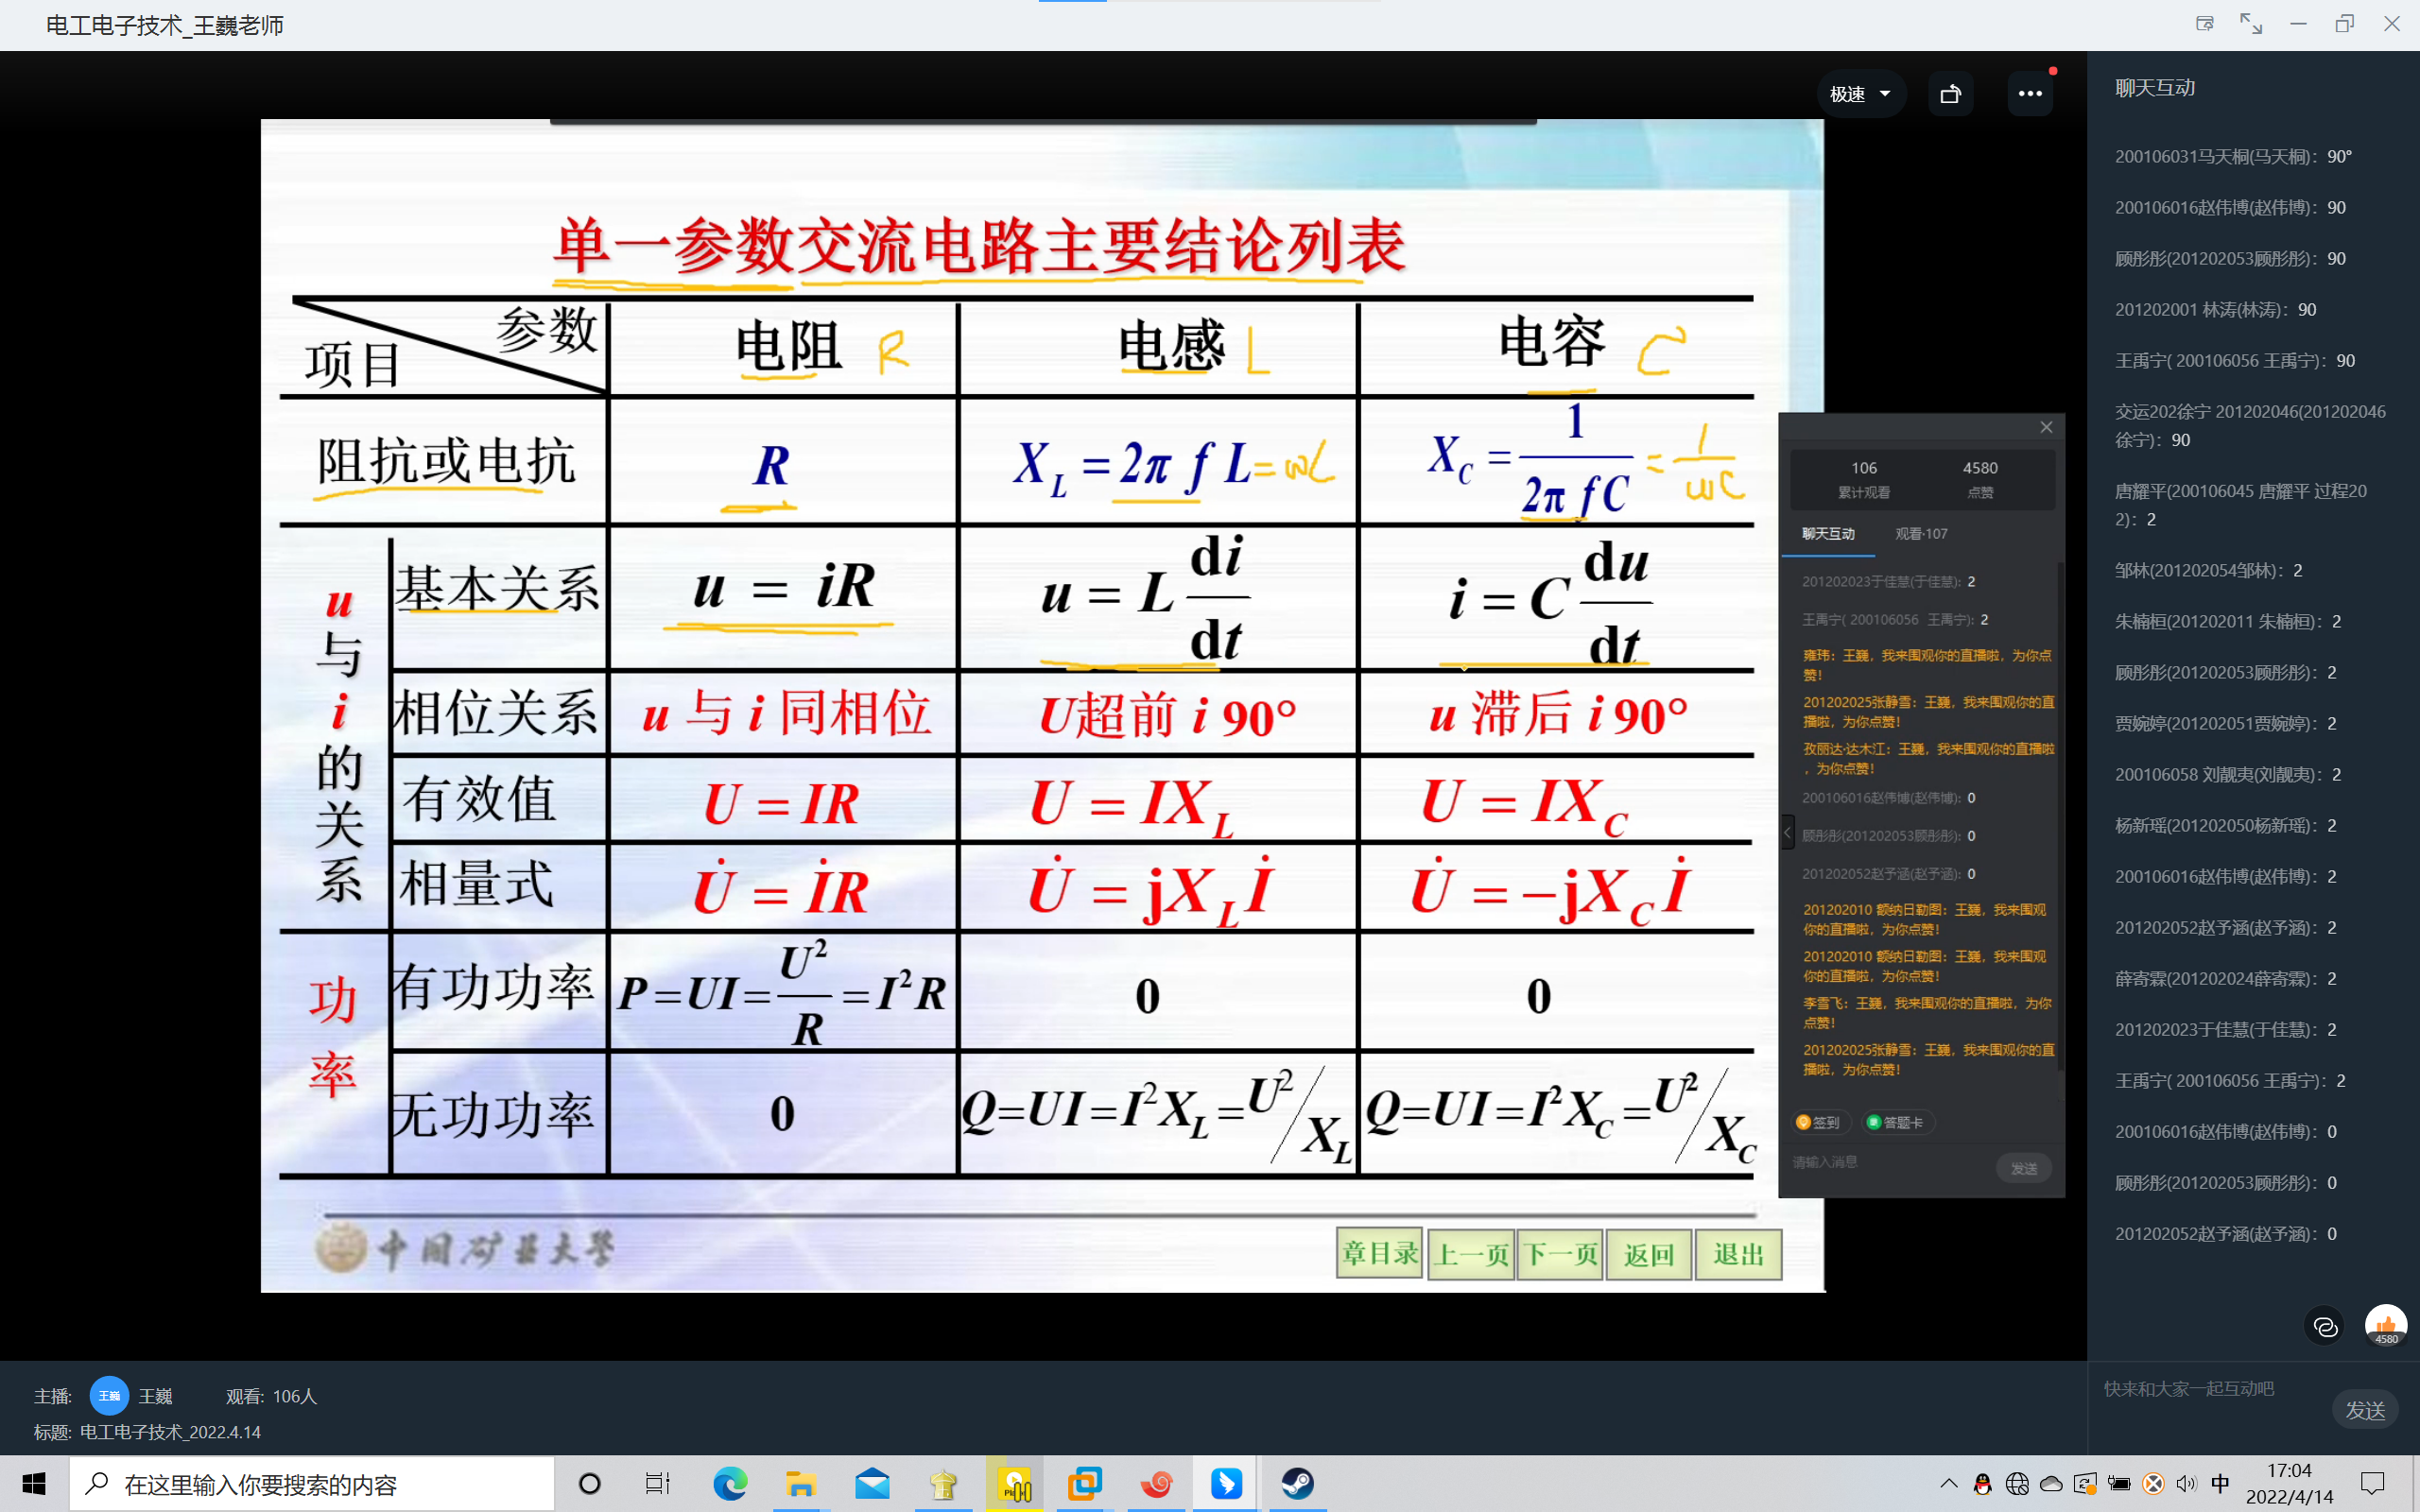 电工电子技术_王巍老师
极速
单一参数交流电路主要结论列表
参数
项目
电阻 R
电感 L
电容 C
阻抗或电抗
R
X_L = 2π f L = ωL
X_C = 1/(2π fC) = 1/(ωC)
u与i的关系
基本关系
u = iR
u = L di/dt
i = C du/dt
相位关系
u 与 i 同相位
U超前 i 90°
u 滞后 i 90°
有效值
U = IR
U = IX_L
U = IX_C
相量式
U̇ = İR
U̇ = jX_L İ
U̇ = −jX_C İ
功率
有功功率
P=UI=U²/R=I²R
0
0
无功功率
0
Q=UI=I²X_L=U²/X_L
Q=UI=I²X_C=U²/X_C
中国矿业大学
章目录
上一页
下一页
返回
退出
106
4580
累计观看
点赞
聊天互动
观看·107
201202023于佳慧(于佳慧): 2
王禹宁( 200106056 王禹宁): 2
雍玮：王巍，我来围观你的直播啦，为你点
赞！
201202025张静雪：王巍，我来围观你的直
播啦，为你点赞！
孜丽达·达木江：王巍，我来围观你的直播啦
，为你点赞！
200106016赵伟博(赵伟博): 0
顾彤彤(201202053顾彤彤): 0
201202052赵予涵(赵予涵): 0
201202010 额纳日勒图：王巍，我来围观
你的直播啦，为你点赞！
201202010 额纳日勒图：王巍，我来围观
你的直播啦，为你点赞！
李雪飞：王巍，我来围观你的直播啦，为你
点赞！
201202025张静雪：王巍，我来围观你的直
播啦，为你点赞！
签到
答题卡
请输入消息
发送
聊天互动
200106031马天桐(马天桐)：90°
200106016赵伟博(赵伟博)：90
顾彤彤(201202053顾彤彤)：90
201202001 林涛(林涛)：90
王禹宁( 200106056 王禹宁)：90
交运202徐宁 201202046(201202046
徐宁)：90
唐耀平(200106045 唐耀平 过程20
2)：2
邹林(201202054邹林)：2
朱楠桓(201202011 朱楠桓)：2
顾彤彤(201202053顾彤彤)：2
贾婉婷(201202051贾婉婷)：2
200106058 刘靓夷(刘靓夷)：2
杨新瑶(201202050杨新瑶)：2
200106016赵伟博(赵伟博)：2
201202052赵予涵(赵予涵)：2
薛寄霖(201202024薛寄霖)：2
201202023于佳慧(于佳慧)：2
王禹宁( 200106056 王禹宁)：2
200106016赵伟博(赵伟博)：0
顾彤彤(201202053顾彤彤)：0
201202052赵予涵(赵予涵)：0
4580
快来和大家一起互动吧
发送
主播:
王巍
王巍
观看: 106人
标题: 电工电子技术_2022.4.14
在这里输入你要搜索的内容
中
17:04
2022/4/14